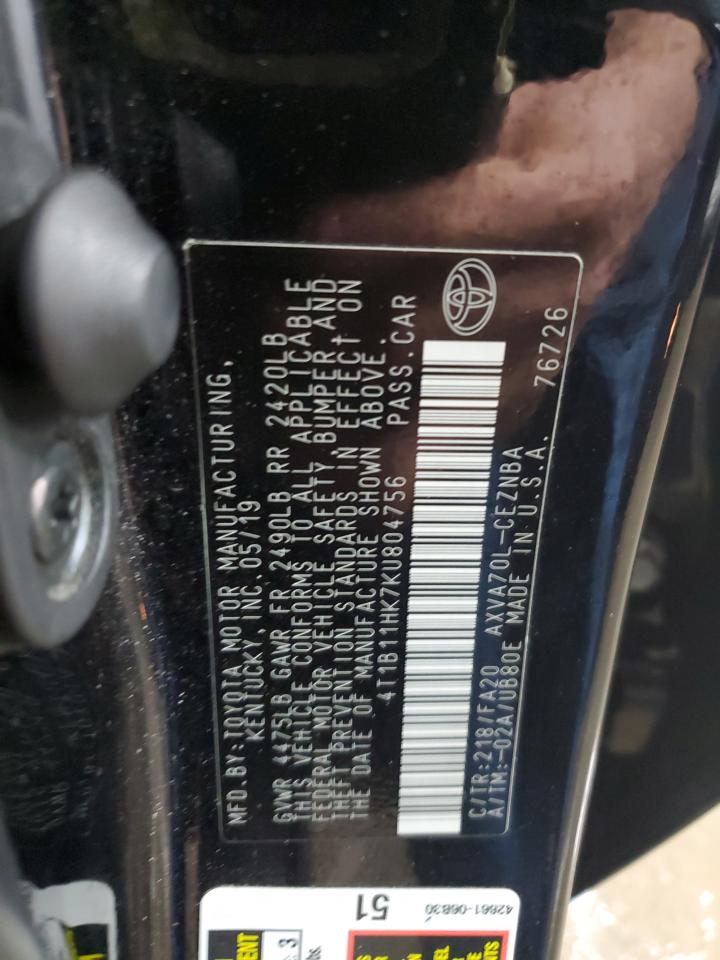 MFD. BY: TOYOTA MOTOR MANUFACTURING,
KENTUCKY, INC. 05/19
GVWR 4475LB GAWR FR 2490LB RR 2420LB
THIS VEHICLE CONFORMS TO ALL APPLICABLE
FEDERAL MOTOR VEHICLE SAFETY, BUMPER, AND
THEFT PREVENTION STANDARDS IN EFFECT ON
THE DATE OF MANUFACTURE SHOWN ABOVE.
4T1B11HK7KU804756 PASS.CAR
C/TR:218/FA20 AXVA70L-CEZNBA
A/TM:-02A/UB80E MADE IN U.S.A. 76726
51
42661-06B30
3